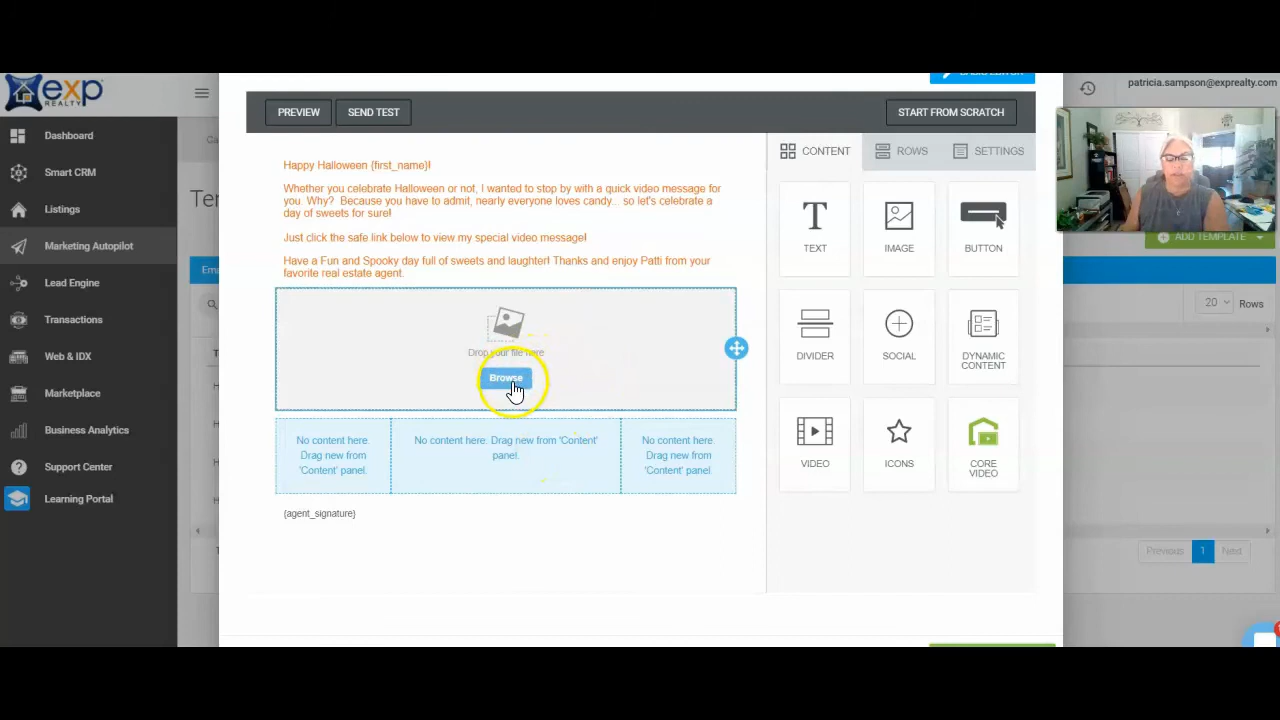 exp
REALTY
patricia.sampson@exprealty.com
PREVIEW
SEND TEST
START FROM SCRATCH
Dashboard
Smart CRM
Listings
Marketing Autopilot
Lead Engine
Transactions
Web & IDX
Marketplace
Business Analytics
Support Center
Learning Portal
Happy Halloween {first_name}!
Whether you celebrate Halloween or not, I wanted to stop by with a quick video message for
you. Why? Because you have to admit, nearly everyone loves candy... so let's celebrate a
day of sweets for sure!
Just click the safe link below to view my special video message!
Have a Fun and Spooky day full of sweets and laughter! Thanks and enjoy Patti from your
favorite real estate agent.
Drop your file here
Browse
No content here.
Drag new from
'Content' panel.
No content here. Drag new from 'Content'
panel.
No content here.
Drag new from
'Content' panel.
{agent_signature}
CONTENT
ROWS
SETTINGS
TEXT
IMAGE
BUTTON
DIVIDER
SOCIAL
DYNAMIC
CONTENT
VIDEO
ICONS
CORE
VIDEO
ADD TEMPLATE
20
Rows
Previous
1
Next